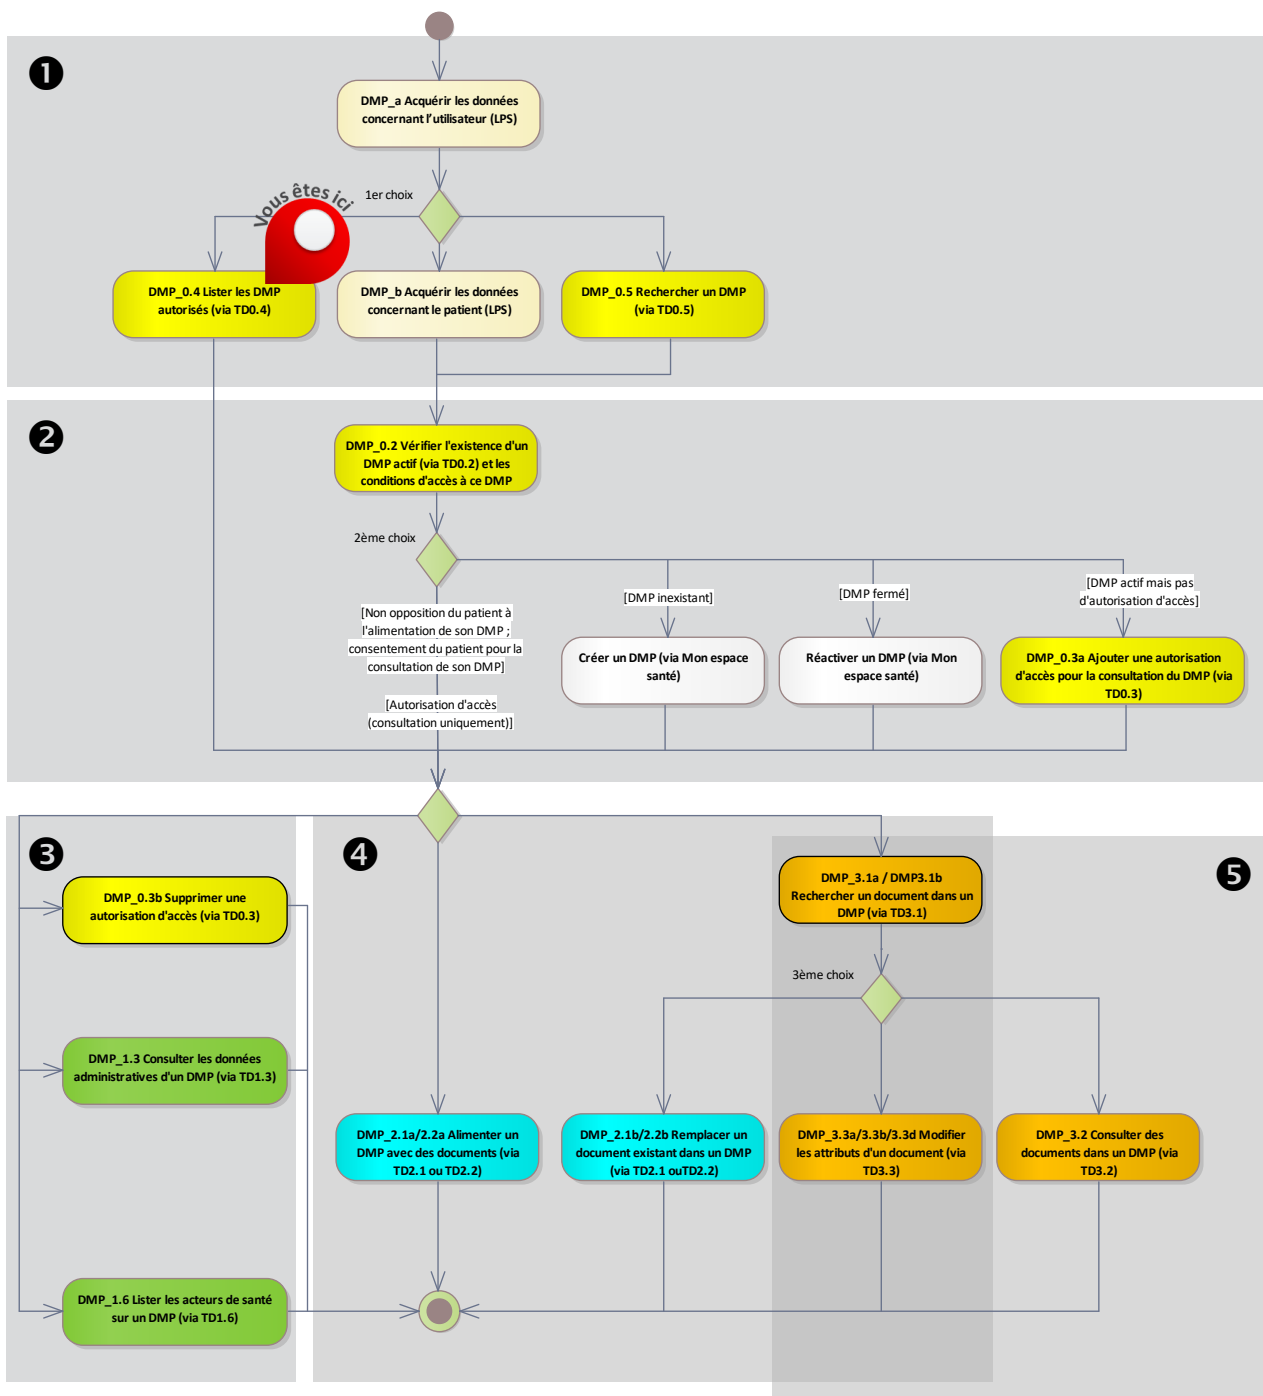 ❶
DMP_a Acquérir les données
concernant l'utilisateur (LPS)
Vous êtes ici
1er choix
DMP_0.4 Lister les DMP
autorisés (via TD0.4)
DMP_b Acquérir les données
concernant le patient (LPS)
DMP_0.5 Rechercher un DMP
(via TD0.5)
❷
DMP_0.2 Vérifier l'existence d'un
DMP actif (via TD0.2) et les
conditions d'accès à ce DMP
2ème choix
[Non opposition du patient à
l'alimentation de son DMP ;
consentement du patient pour la
consultation de son DMP]
[Autorisation d'accès
(consultation uniquement)]
[DMP inexistant]
[DMP fermé]
[DMP actif mais pas
d'autorisation d'accès]
Créer un DMP (via Mon espace
santé)
Réactiver un DMP (via Mon
espace santé)
DMP_0.3a Ajouter une autorisation
d'accès pour la consultation du DMP (via
TD0.3)
❸
DMP_0.3b Supprimer une
autorisation d'accès (via TD0.3)
DMP_1.3 Consulter les données
administratives d'un DMP (via TD1.3)
DMP_1.6 Lister les acteurs de santé
sur un DMP (via TD1.6)
❹
❺
DMP_3.1a / DMP3.1b
Rechercher un document dans un
DMP (via TD3.1)
3ème choix
DMP_2.1a/2.2a Alimenter un
DMP avec des documents (via
TD2.1 ou TD2.2)
DMP_2.1b/2.2b Remplacer un
document existant dans un DMP
(via TD2.1 ouTD2.2)
DMP_3.3a/3.3b/3.3d Modifier
les attributs d'un document (via
TD3.3)
DMP_3.2 Consulter des
documents dans un DMP (via
TD3.2)